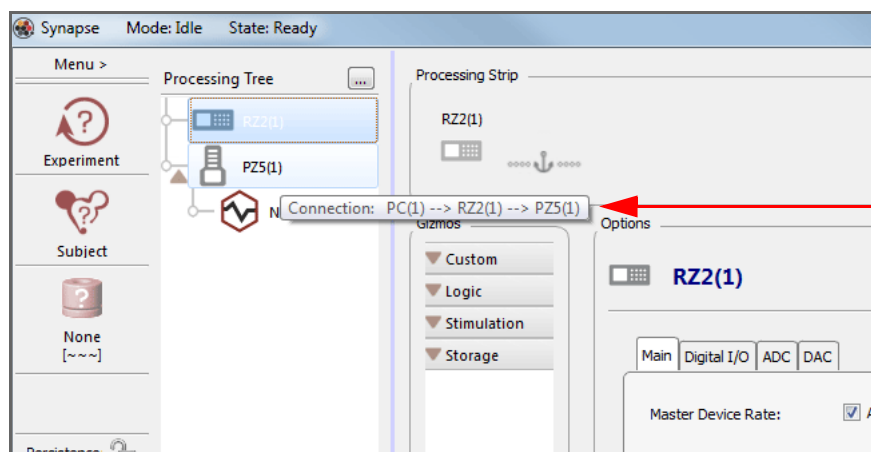 Synapse Mode: Idle State: Ready
Menu >
Experiment
Subject
None
[~~~]
Processing Tree ...
RZ2(1)
PZ5(1)
N
Connection: PC(1) --> RZ2(1) --> PZ5(1)
Processing Strip
RZ2(1)
Gizmos
Custom
Logic
Stimulation
Storage
Options
RZ2(1)
Main Digital I/O ADC DAC
Master Device Rate: